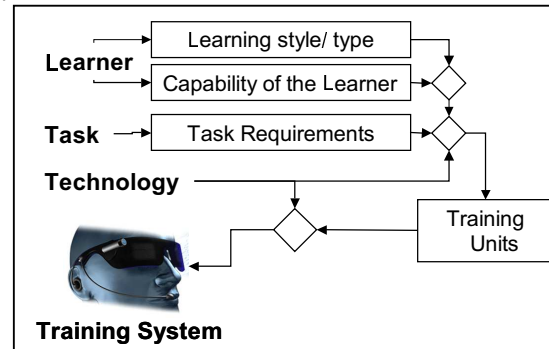 Learning style/ type
Learner
Capability of the Learner
Task
Task Requirements
Technology
Training
Units
Training System